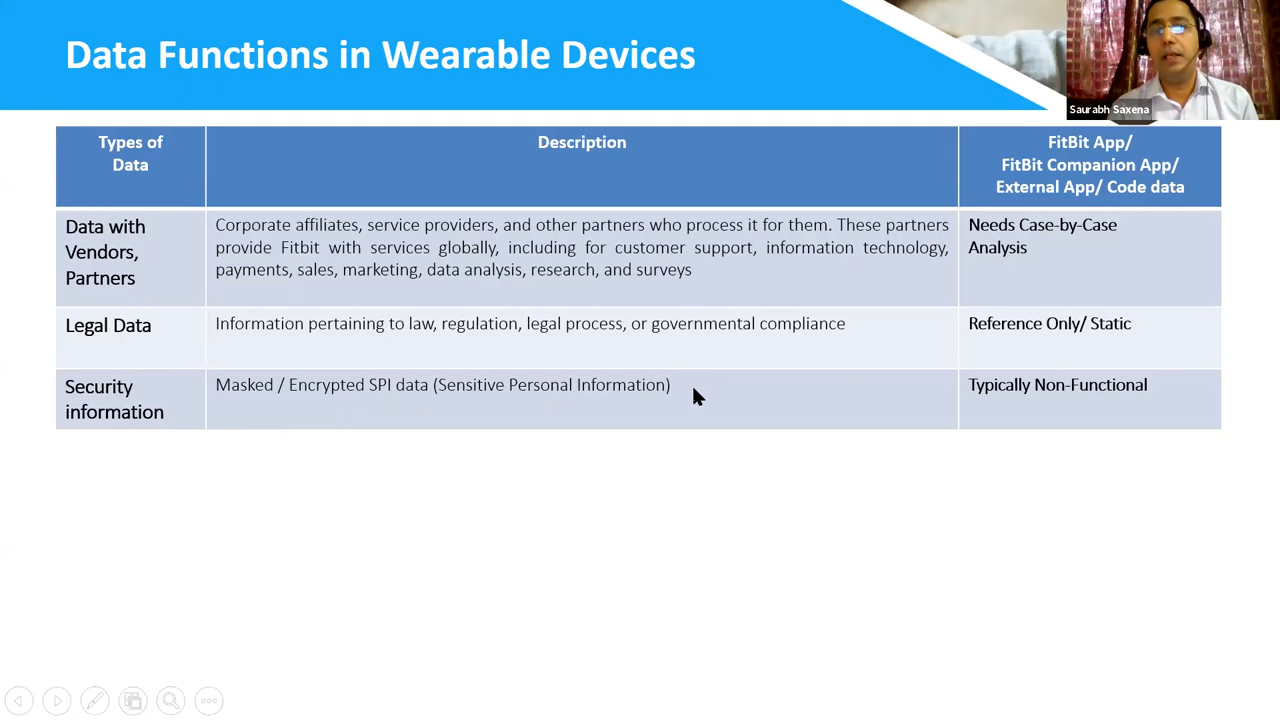 Data Functions in Wearable Devices
Saurabh Saxena
Types of
Data
Description
FitBit App/
FitBit Companion App/
External App/ Code data
Data with
Vendors,
Partners
Corporate affiliates, service providers, and other partners who process it for them. These partners
provide Fitbit with services globally, including for customer support, information technology,
payments, sales, marketing, data analysis, research, and surveys
Needs Case-by-Case
Analysis
Legal Data
Information pertaining to law, regulation, legal process, or governmental compliance
Reference Only/ Static
Security
information
Masked / Encrypted SPI data (Sensitive Personal Information)
Typically Non-Functional